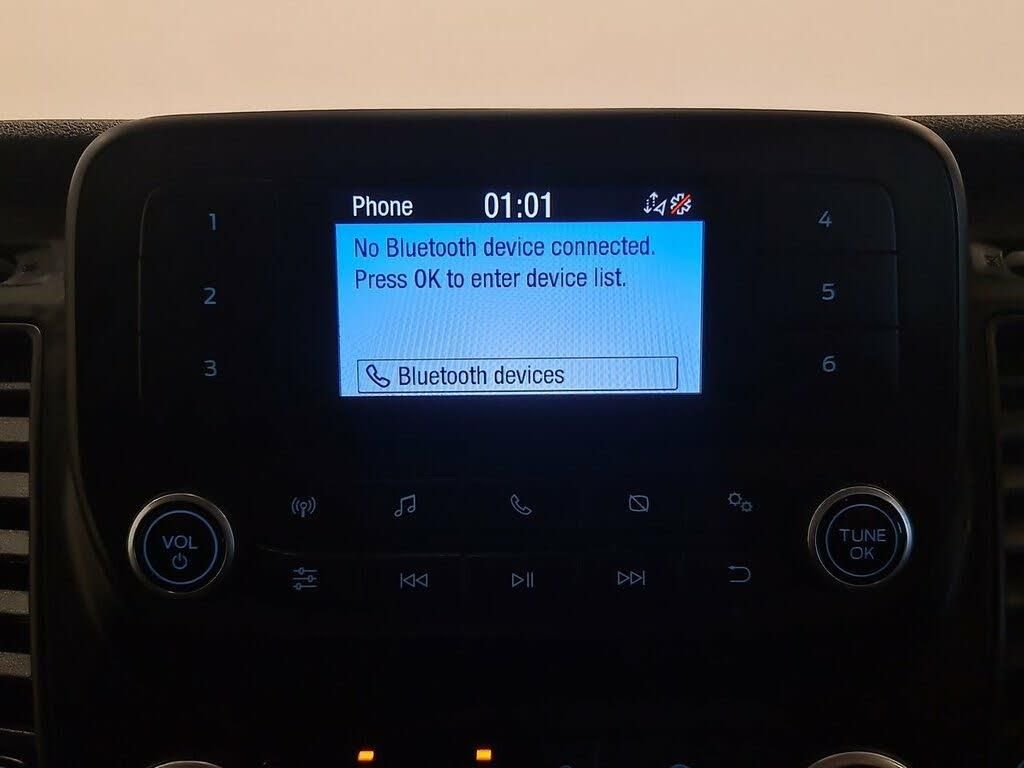 Phone 01:01
No Bluetooth device connected.
Press OK to enter device list.
Bluetooth devices
1
2
3
4
5
6
VOL
TUNE
OK